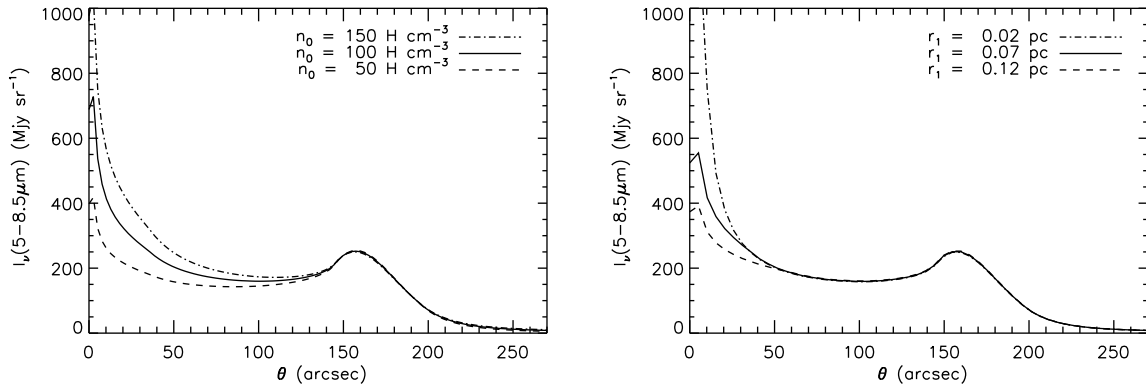 1000
800
600
400
200
0
I_ν(5–8.5μm) (Mjy sr⁻¹)
n₀ = 150 H cm⁻³
n₀ = 100 H cm⁻³
n₀ = 50 H cm⁻³
0 50 100 150 200 250
θ (arcsec)
1000
800
600
400
200
0
I_ν(5–8.5μm) (Mjy sr⁻¹)
r₁ = 0.02 pc
r₁ = 0.07 pc
r₁ = 0.12 pc
0 50 100 150 200 250
θ (arcsec)